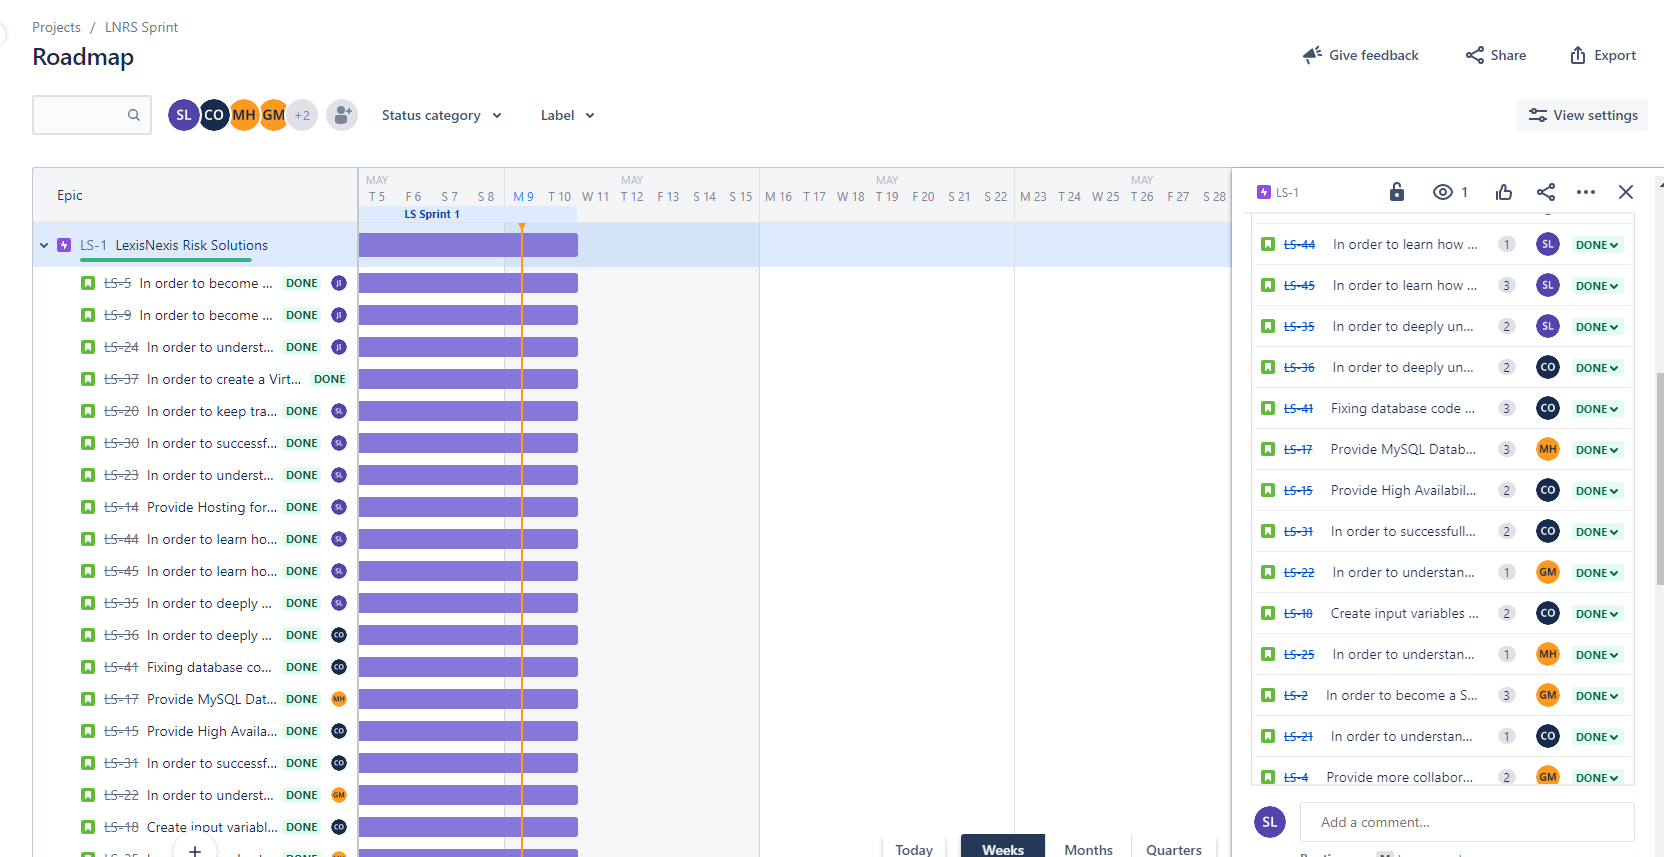 Projects / LNRS Sprint
Roadmap
Give feedback
Share
Export
SL CO MH GM +2
Status category
Label
View settings
Epic
MAY MAY MAY MAY
T 5 F 6 S 7 S 8 M 9 T 10 W 11 T 12 F 13 S 14 S 15 M 16 T 17 W 18 T 19 F 20 S 21 S 22 M 23 T 24 W 25 T 26 F 27 S 28
LS Sprint 1
LS-1 LexisNexis Risk Solutions
LS-5 In order to become ... DONE JI
LS-9 In order to become ... DONE JI
LS-24 In order to underst... DONE JI
LS-37 In order to create a Virt... DONE
LS-20 In order to keep tra... DONE SL
LS-30 In order to successf... DONE SL
LS-23 In order to underst... DONE SL
LS-14 Provide Hosting for... DONE SL
LS-44 In order to learn ho... DONE SL
LS-45 In order to learn ho... DONE SL
LS-35 In order to deeply ... DONE SL
LS-36 In order to deeply ... DONE CO
LS-41 Fixing database co... DONE CO
LS-17 Provide MySQL Dat... DONE MH
LS-15 Provide High Availa... DONE CO
LS-31 In order to successf... DONE CO
LS-22 In order to underst... DONE GM
LS-18 Create input variabl... DONE CO
Today Weeks Months Quarters
LS-1 1
LS-44 In order to learn how ... 1 SL DONE
LS-45 In order to learn how ... 3 SL DONE
LS-35 In order to deeply un... 2 SL DONE
LS-36 In order to deeply un... 2 CO DONE
LS-41 Fixing database code ... 3 CO DONE
LS-17 Provide MySQL Datab... 3 MH DONE
LS-15 Provide High Availabil... 2 CO DONE
LS-31 In order to successfull... 2 CO DONE
LS-22 In order to understan... 1 GM DONE
LS-18 Create input variables ... 2 CO DONE
LS-25 In order to understan... 1 MH DONE
LS-2 In order to become a S... 3 GM DONE
LS-21 In order to understan... 1 CO DONE
LS-4 Provide more collabor... 2 GM DONE
SL Add a comment...